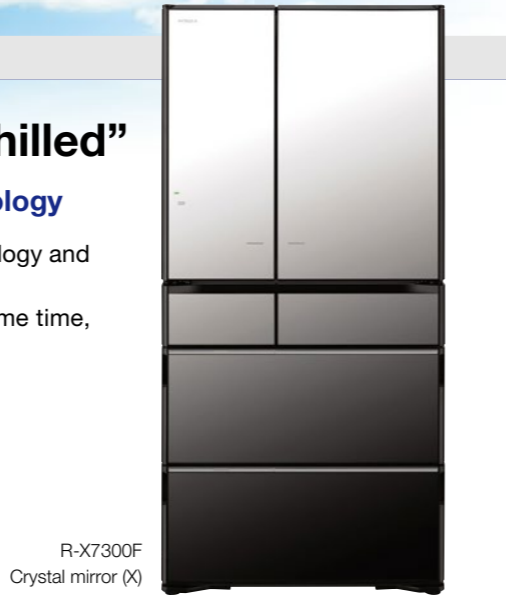 hilled”
ology
logy and
me time,
R-X7300F
Crystal mirror (X)